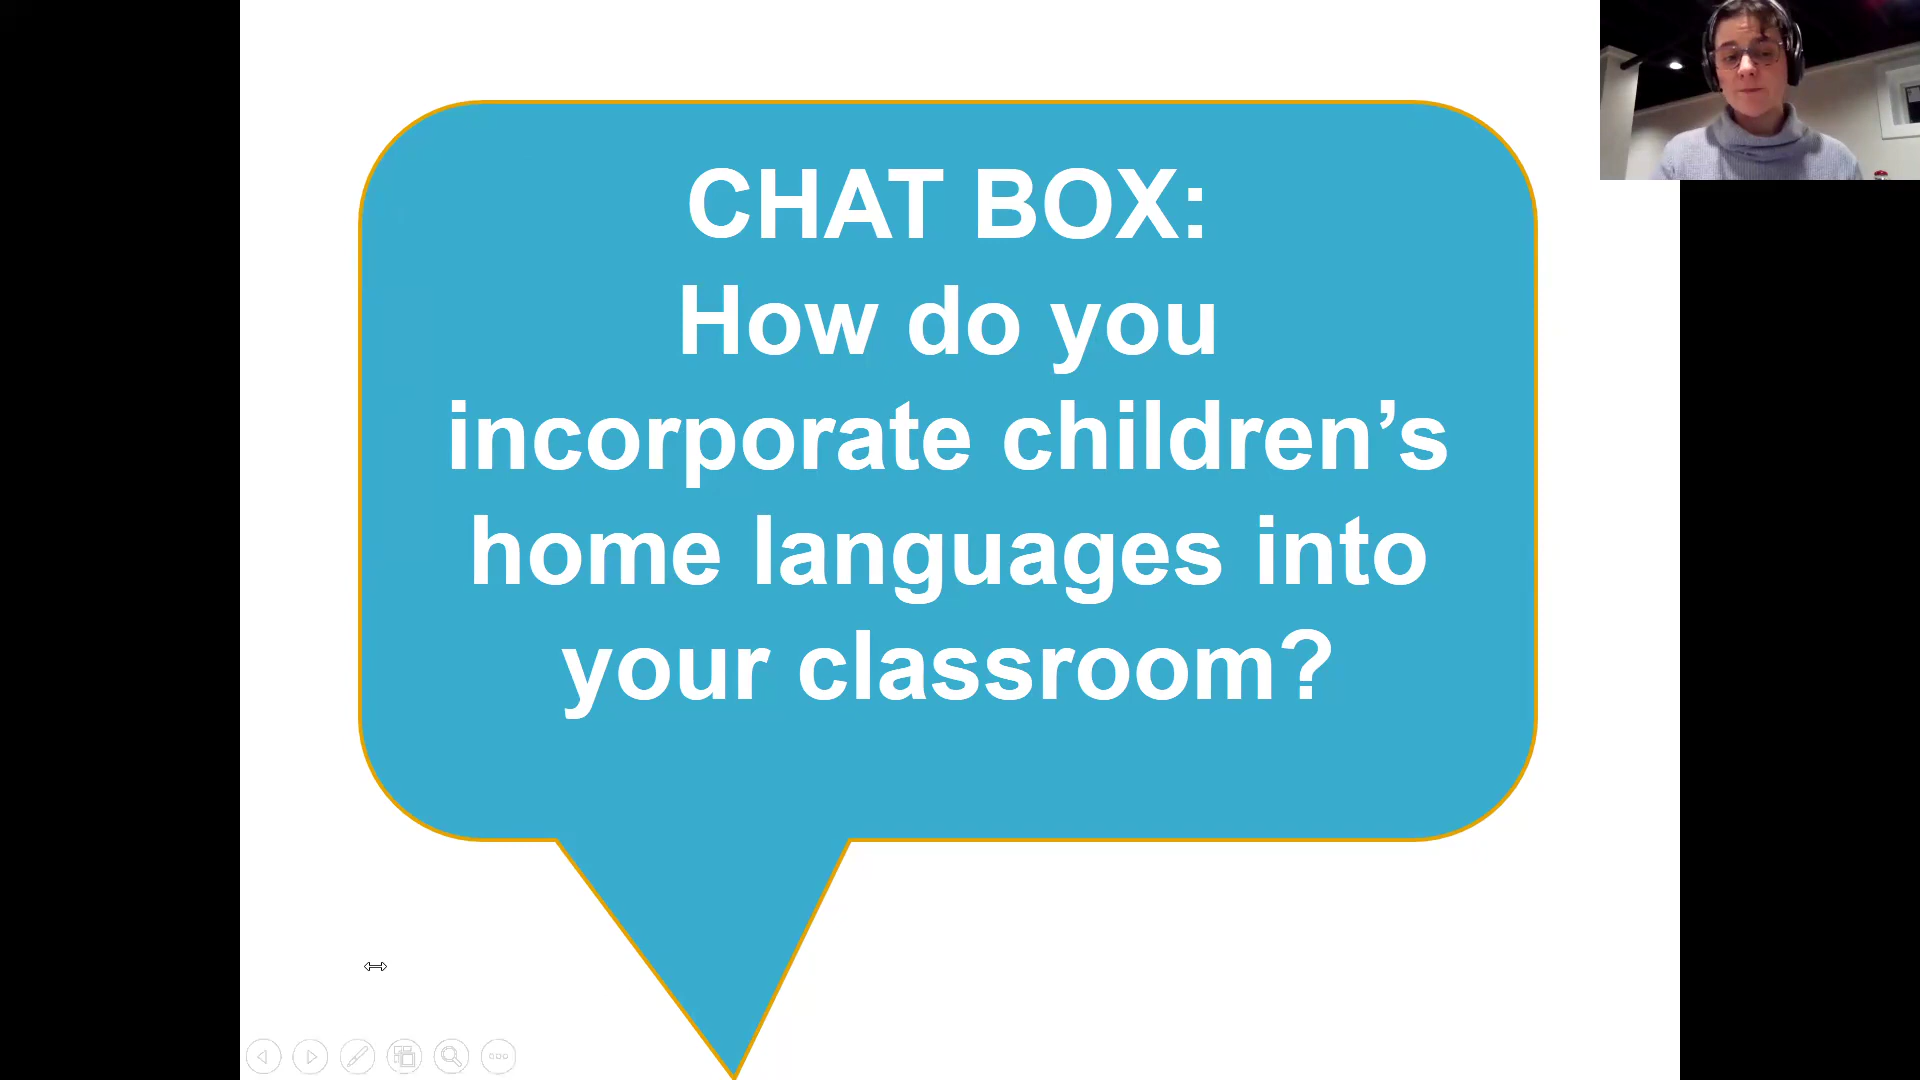 CHAT BOX:
How do you
incorporate children’s
home languages into
your classroom?